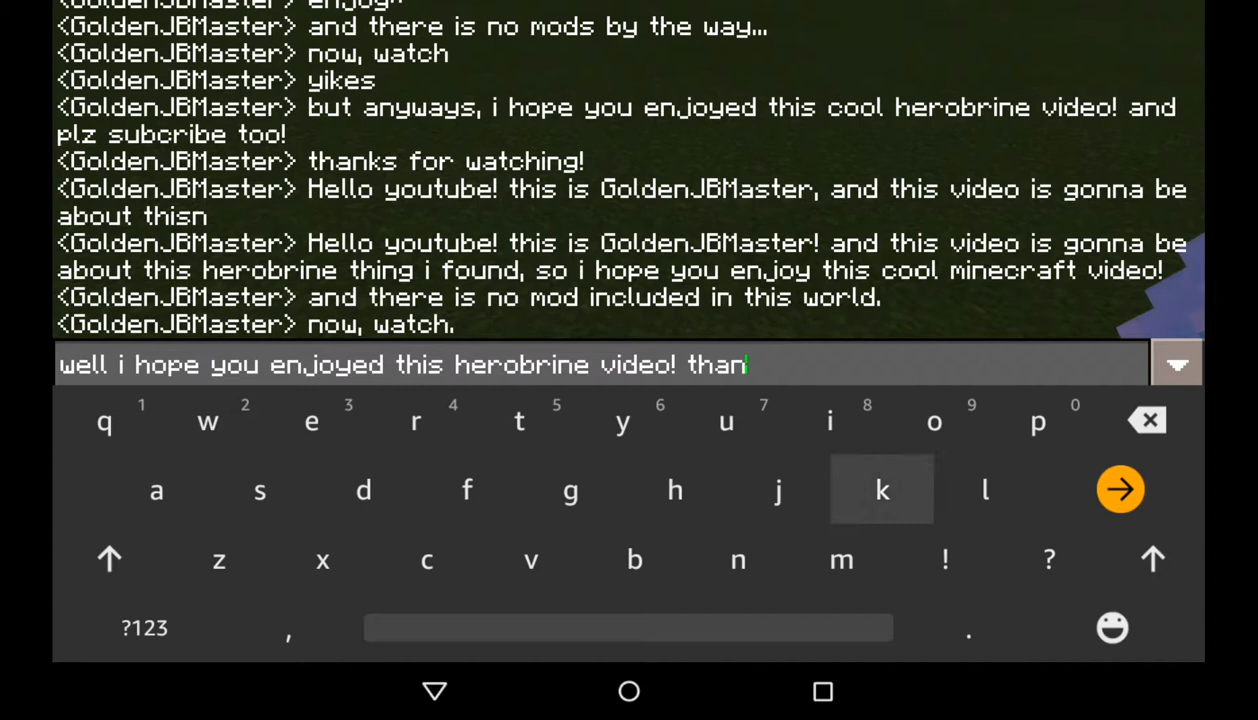 <GoldenJBMaster> enjoy^
<GoldenJBMaster> and there is no mods by the way...
<GoldenJBMaster> now, watch
<GoldenJBMaster> yikes
<GoldenJBMaster> but anyways, i hope you enjoyed this cool herobrine video! and
plz subcribe too!
<GoldenJBMaster> thanks for watching!
<GoldenJBMaster> Hello youtube! this is GoldenJBMaster, and this video is gonna be
about thisn
<GoldenJBMaster> Hello youtube! this is GoldenJBMaster! and this video is gonna be
about this herobrine thing i found, so i hope you enjoy this cool minecraft video!
<GoldenJBMaster> and there is no mod included in this world.
<GoldenJBMaster> now, watch.
well i hope you enjoyed this herobrine video! than
1 2 3 4 5 6 7 8 9 0
q w e r t y u i o p
a s d f g h j k l
z x c v b n m ! ?
?123 , .